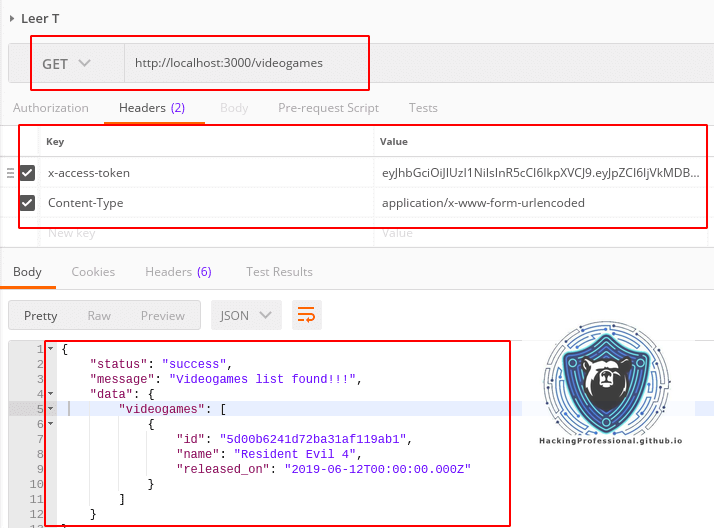 Leer T
GET http://localhost:3000/videogames
Authorization Headers (2) Body Pre-request Script Tests
Key Value
x-access-token eyJhbGciOiJIUzI1NiIsInR5cCI6IkpXVCJ9.eyJpZCI6IjVkMDB...
Content-Type application/x-www-form-urlencoded
New key Value
Body Cookies Headers (6) Test Results
Pretty Raw Preview JSON
1 {
2 "status": "success",
3 "message": "Videogames list found!!!",
4 "data": {
5 "videogames": [
6 {
7 "id": "5d00b6241d72ba31af119ab1",
8 "name": "Resident Evil 4",
9 "released_on": "2019-06-12T00:00:00.000Z"
10 }
11 ]
12 }
HackingProfessional.github.io